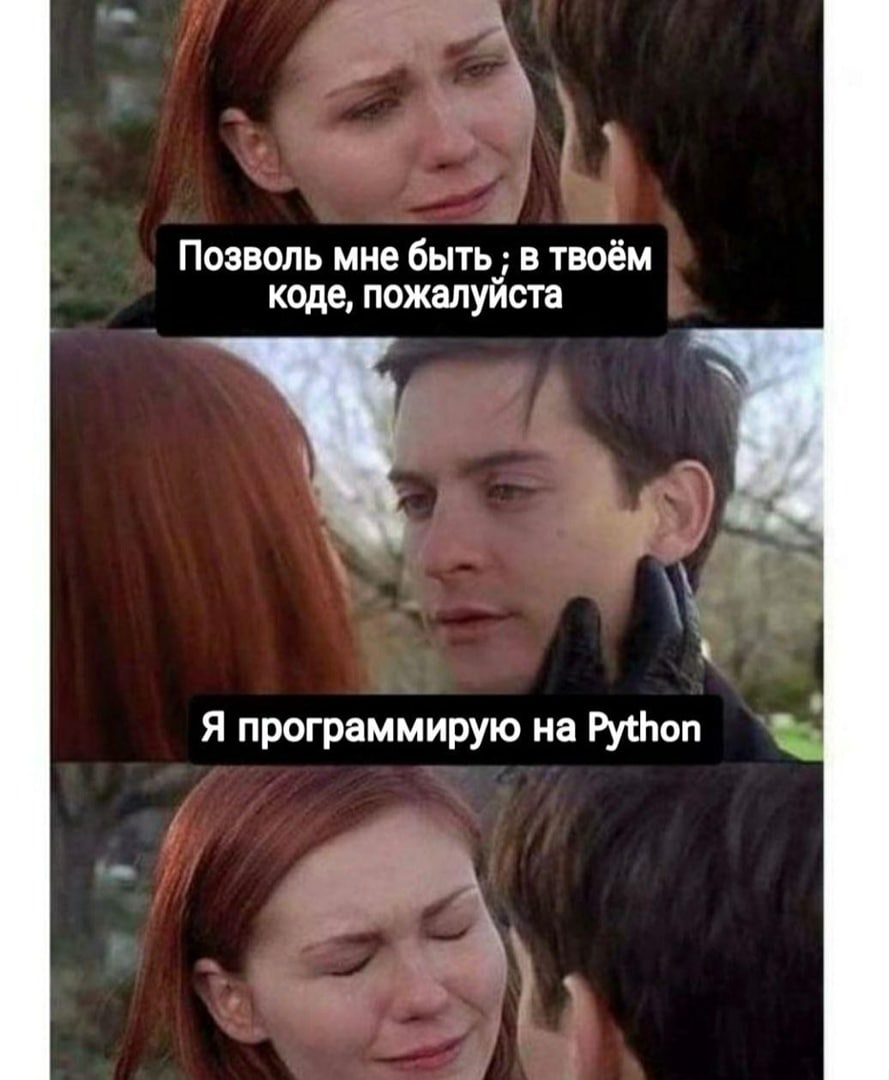 Позволь мне быть ; в твоём
коде, пожалуйста
Я программирую на Python